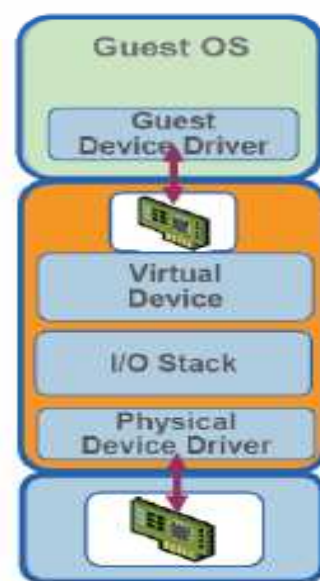 Guest OS
Guest
Device Driver
Virtual
Device
I/O Stack
Physical
Device Driver